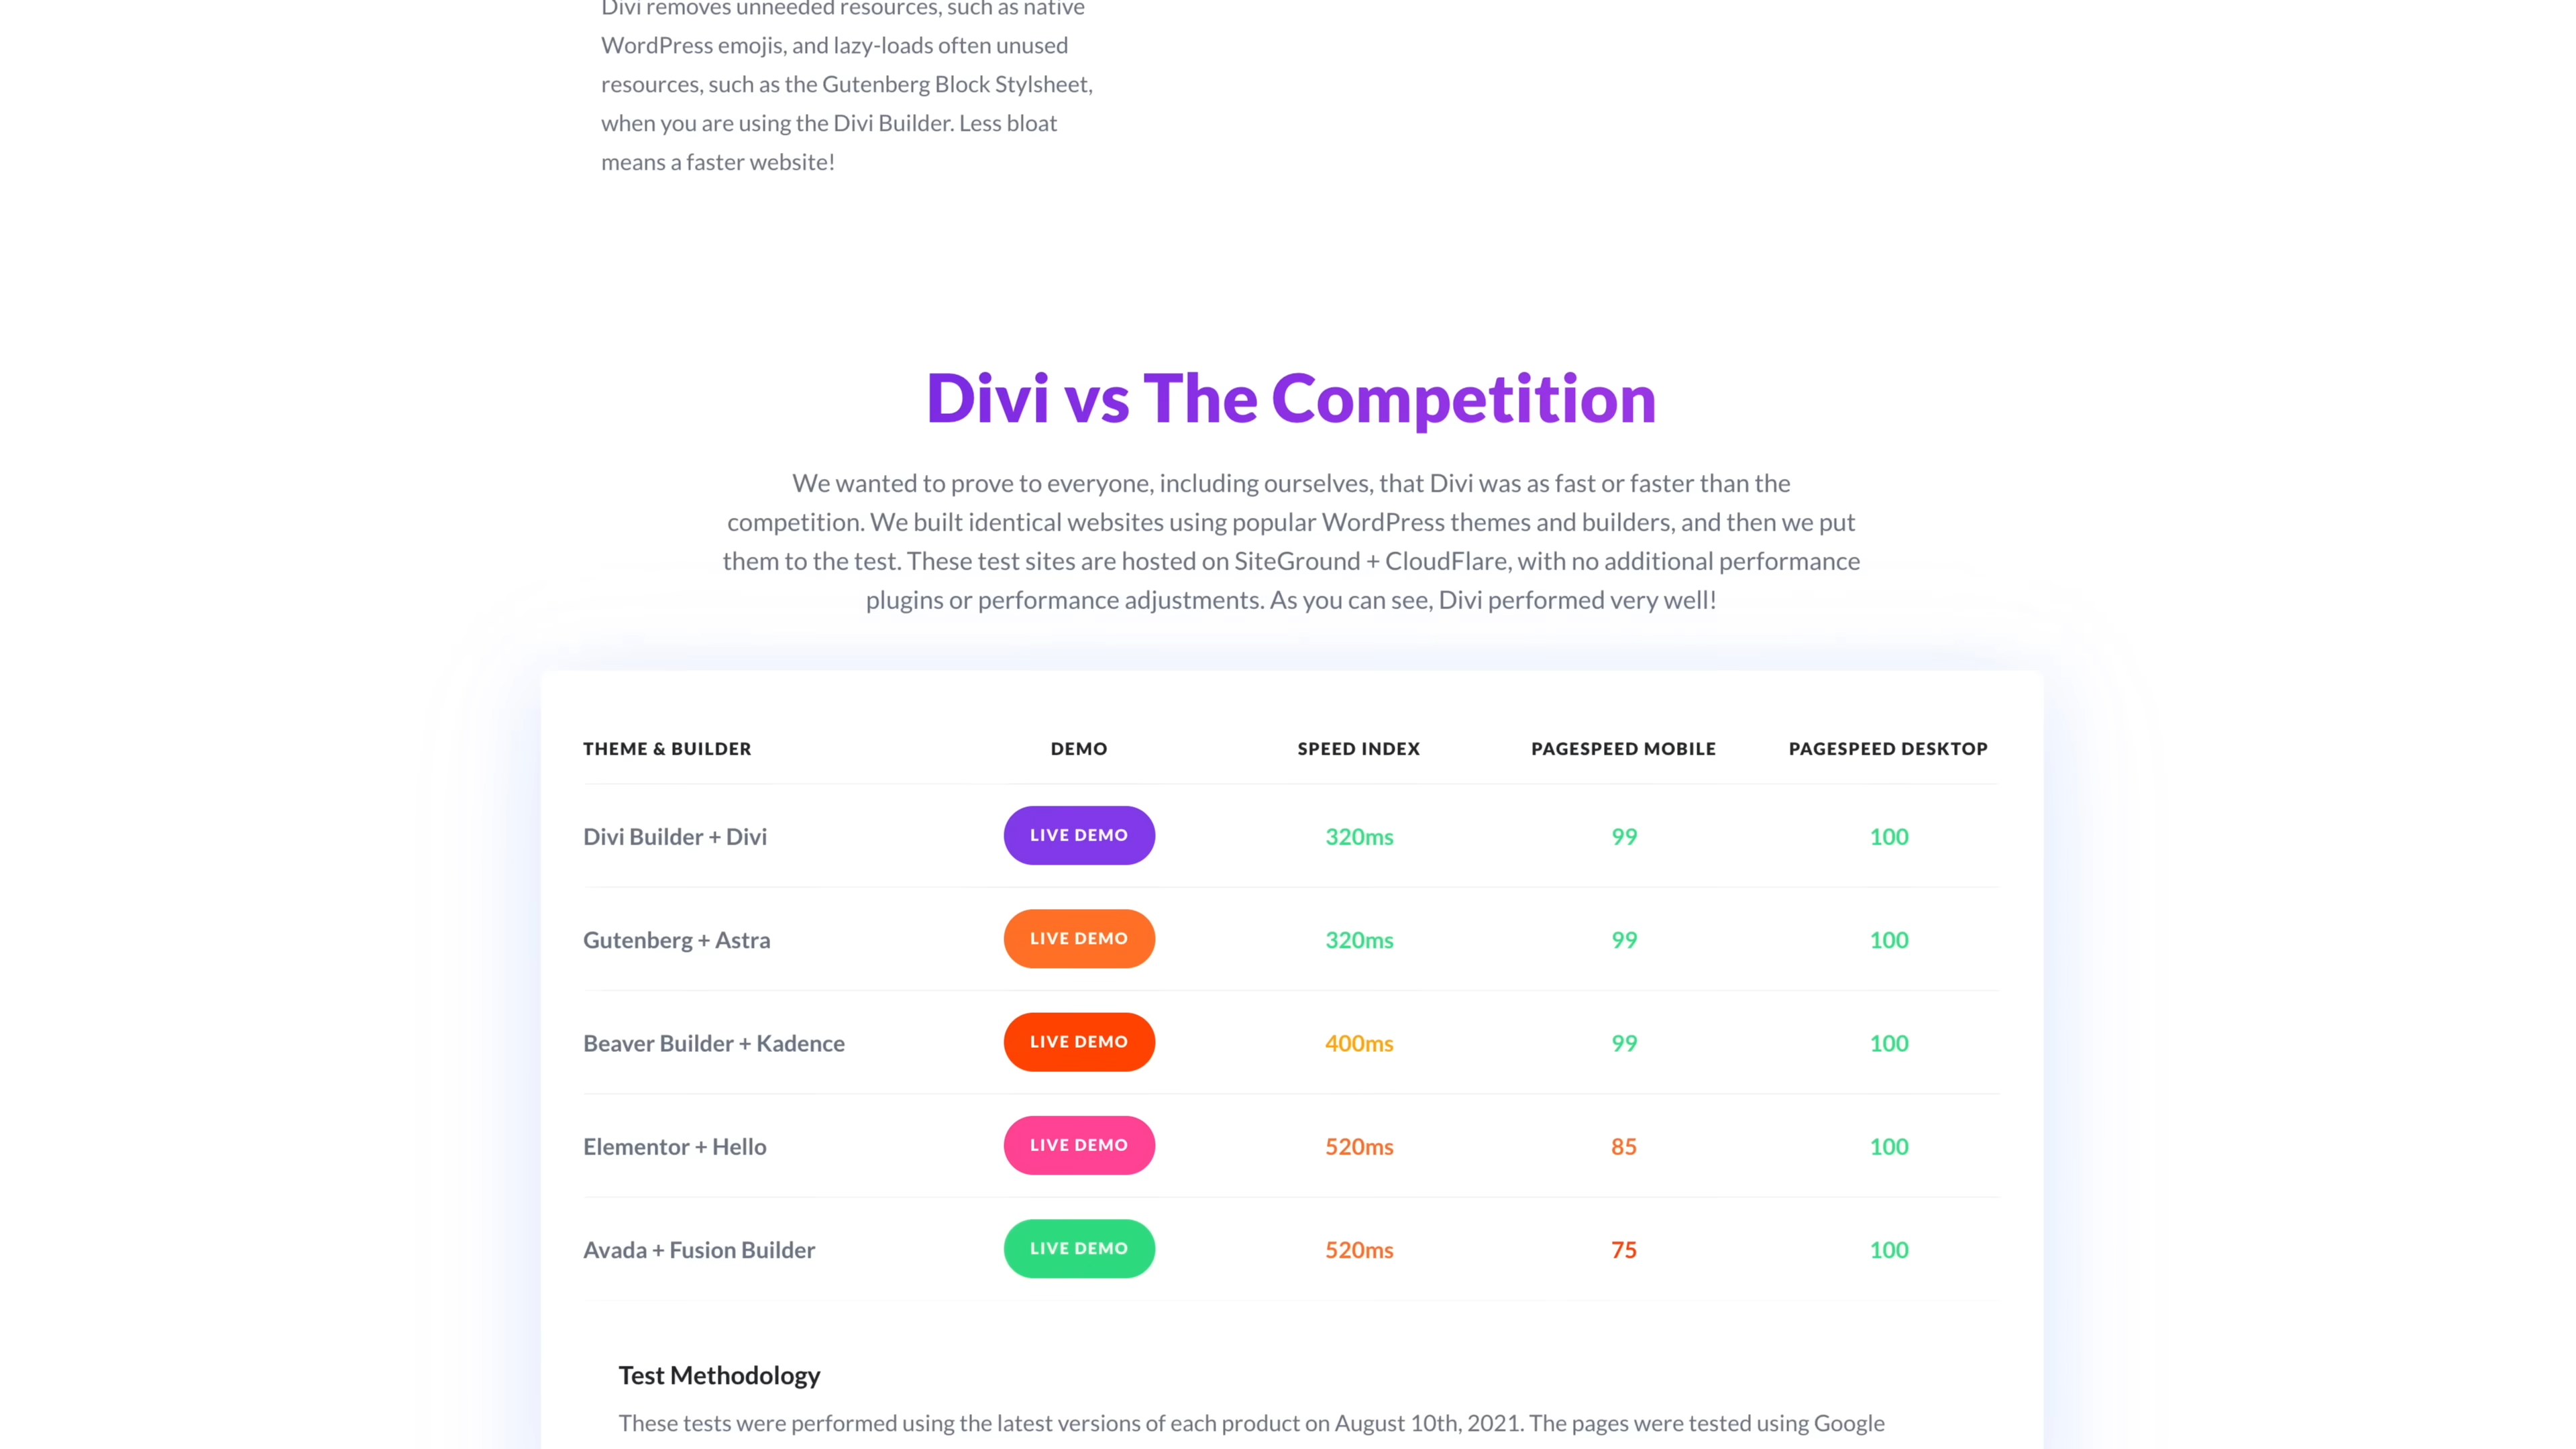 Divi removes unneeded resources, such as native
WordPress emojis, and lazy-loads often unused
resources, such as the Gutenberg Block Stylsheet,
when you are using the Divi Builder. Less bloat
means a faster website!
Divi vs The Competition
We wanted to prove to everyone, including ourselves, that Divi was as fast or faster than the
competition. We built identical websites using popular WordPress themes and builders, and then we put
them to the test. These test sites are hosted on SiteGround + CloudFlare, with no additional performance
plugins or performance adjustments. As you can see, Divi performed very well!
THEME & BUILDER DEMO SPEED INDEX PAGESPEED MOBILE PAGESPEED DESKTOP
Divi Builder + Divi LIVE DEMO 320ms 99 100
Gutenberg + Astra LIVE DEMO 320ms 99 100
Beaver Builder + Kadence LIVE DEMO 400ms 99 100
Elementor + Hello LIVE DEMO 520ms 85 100
Avada + Fusion Builder LIVE DEMO 520ms 75 100
Test Methodology
These tests were performed using the latest versions of each product on August 10th, 2021. The pages were tested using Google